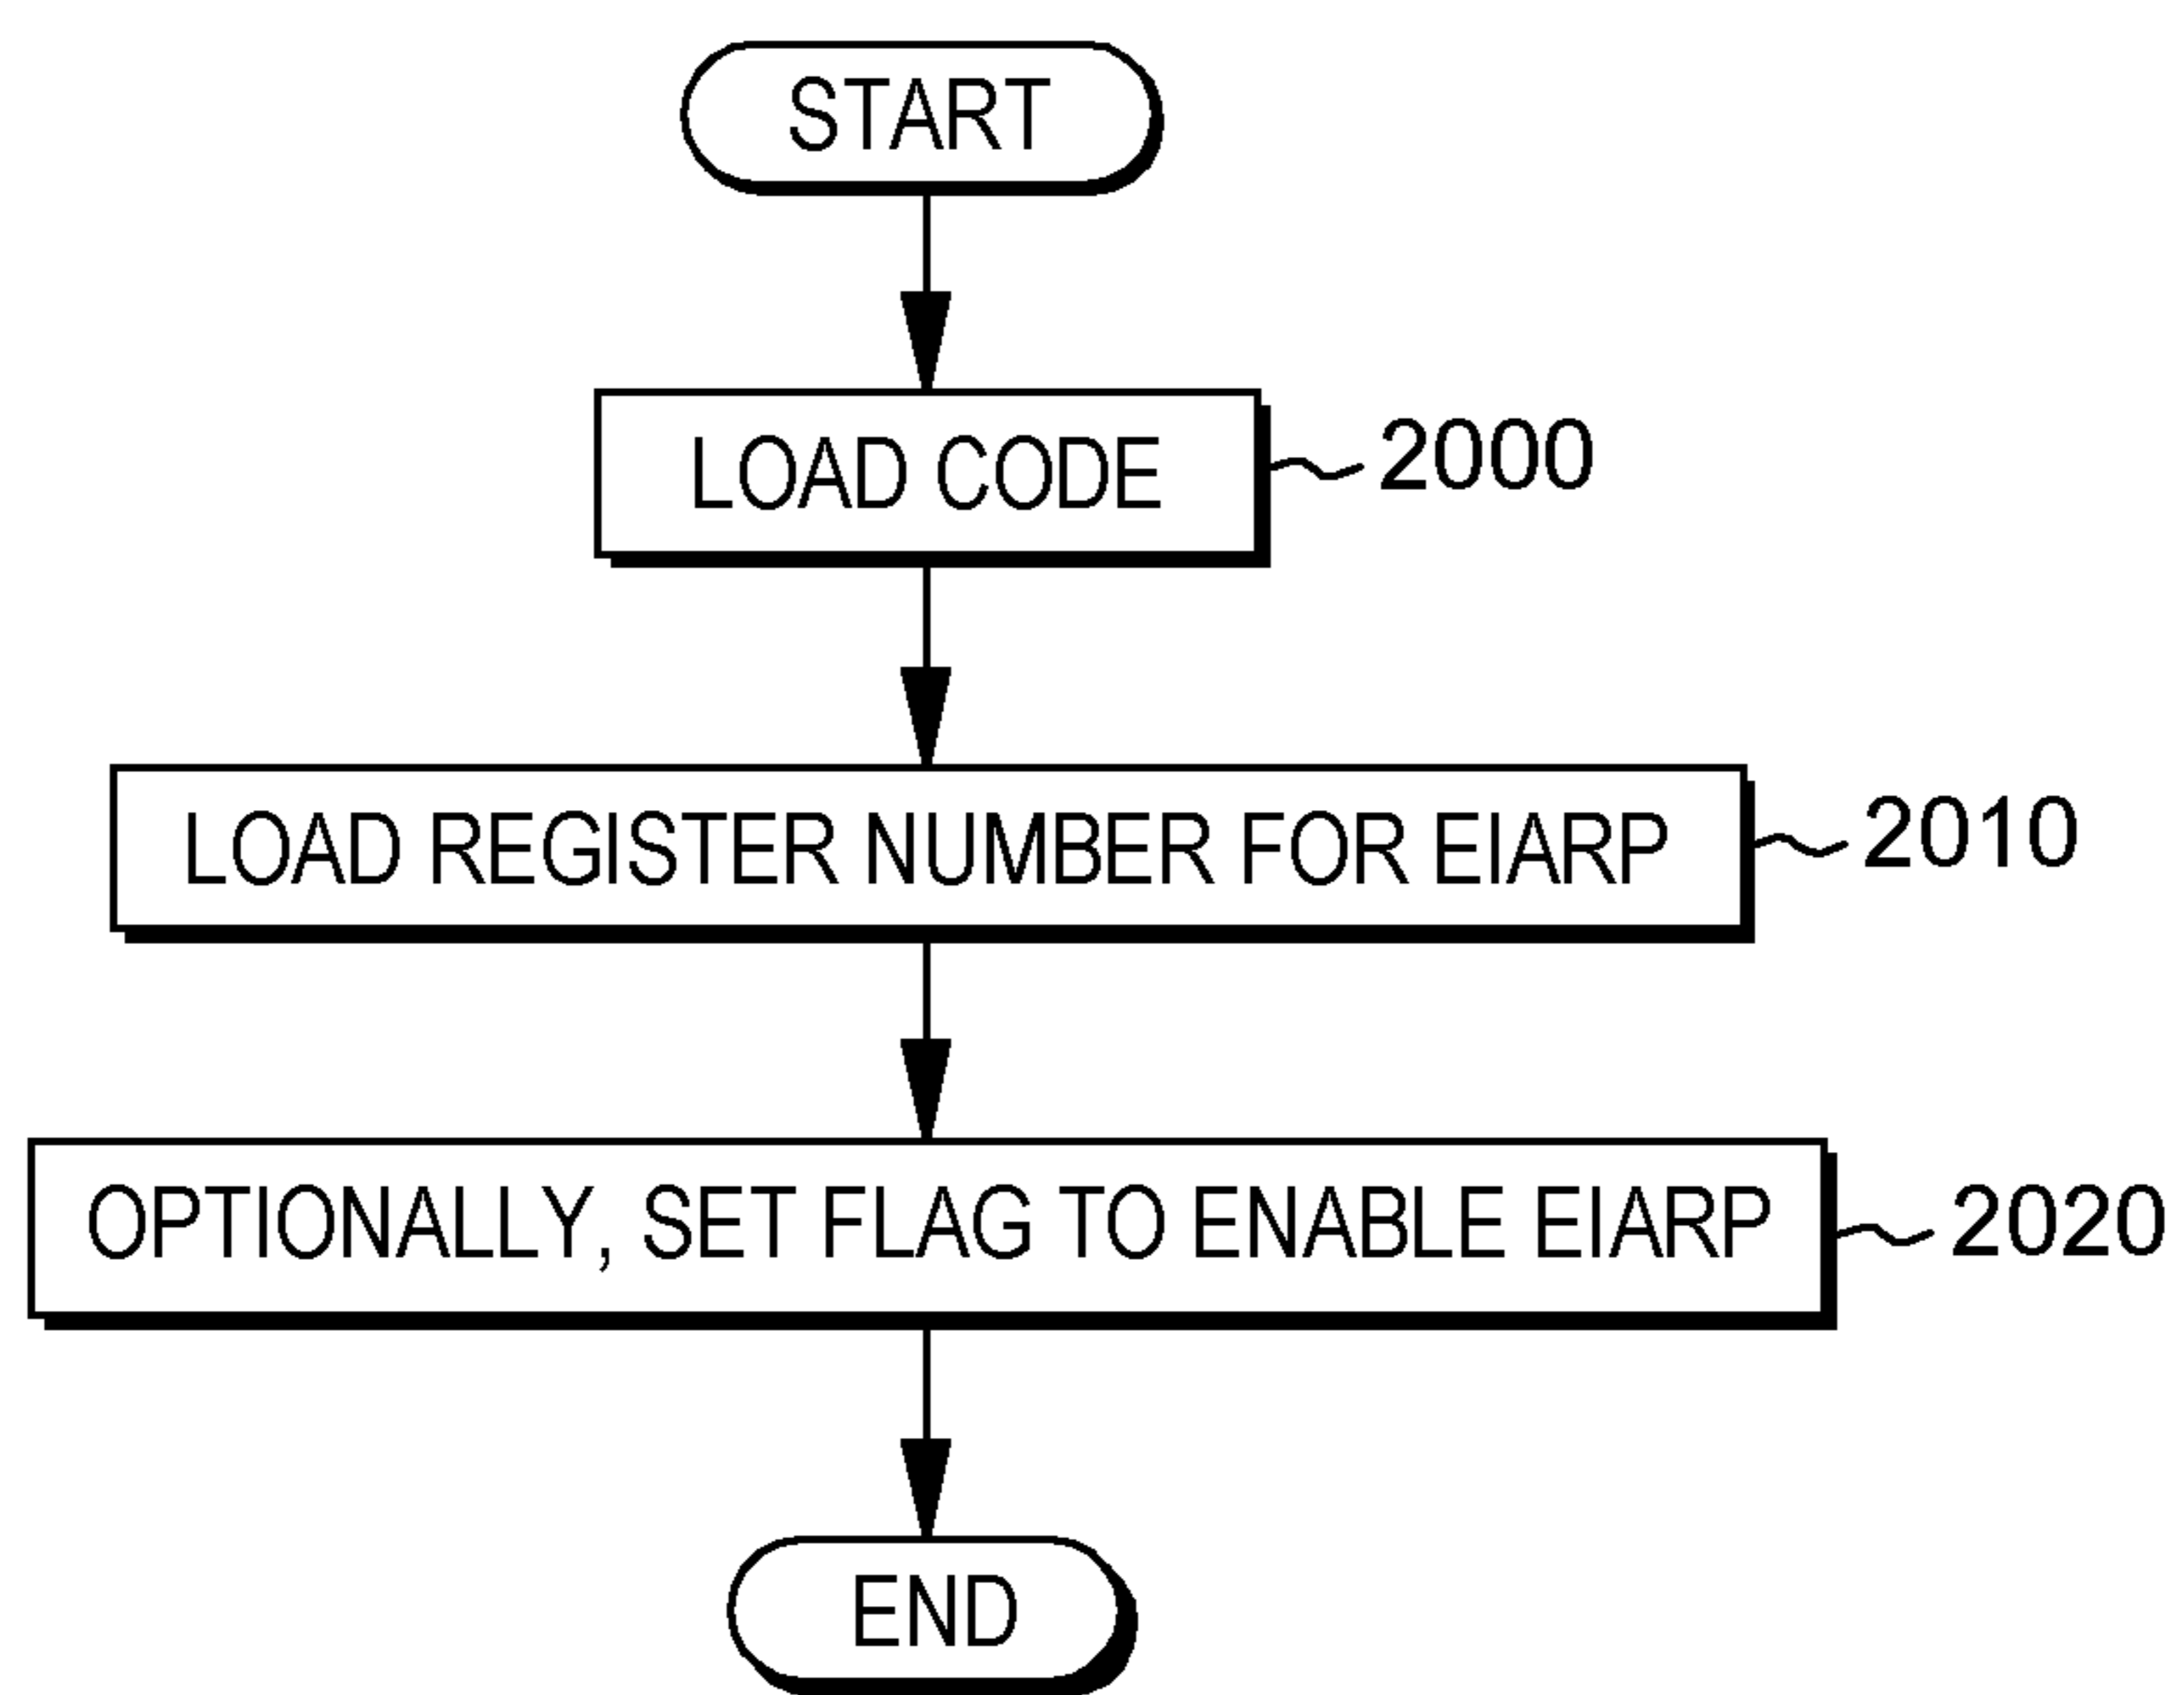 START
LOAD CODE
2000
LOAD REGISTER NUMBER FOR EIARP
2010
OPTIONALLY, SET FLAG TO ENABLE EIARP
2020
END